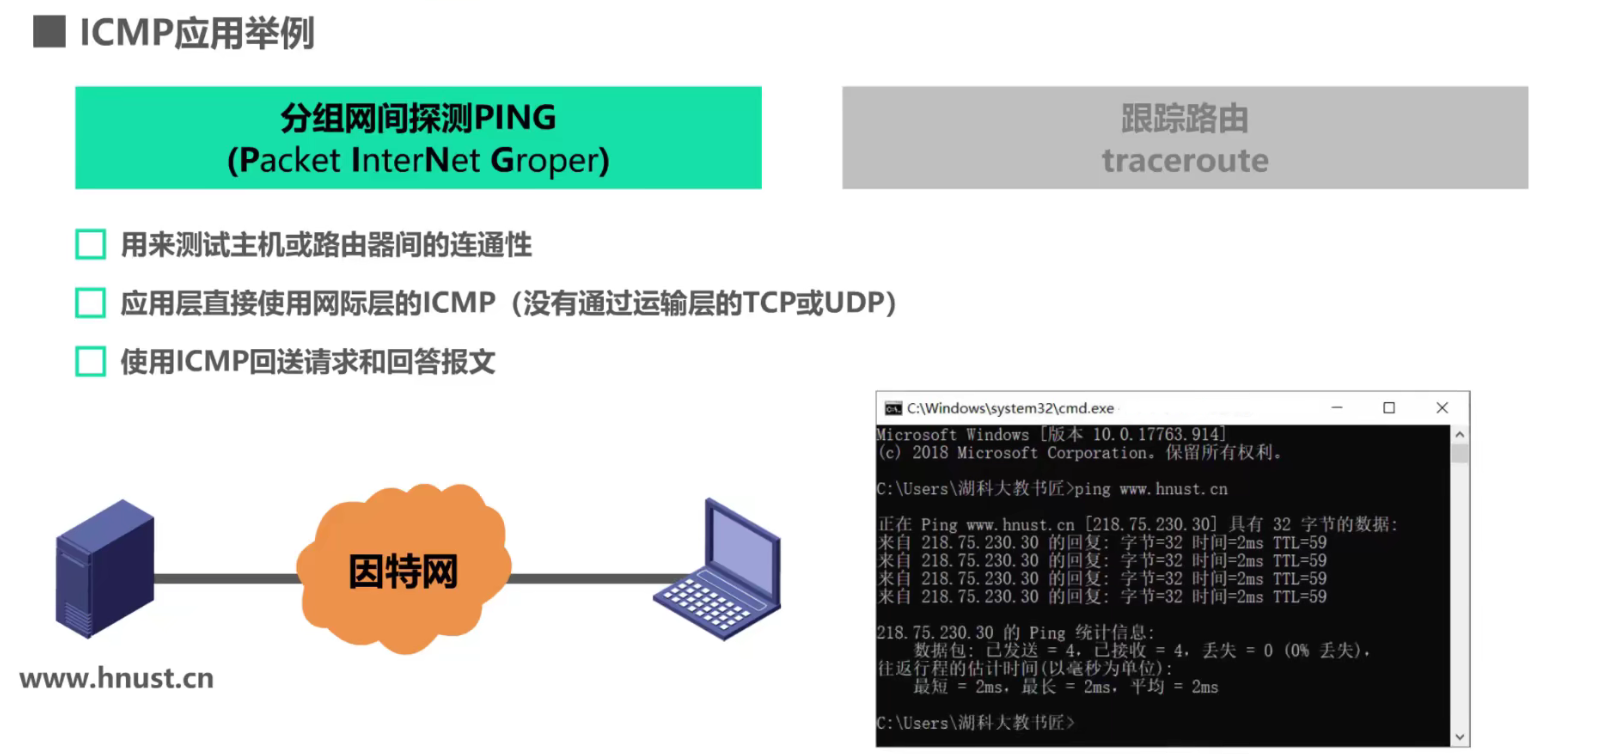 ICMP应用举例
分组网间探测PING
(Packet InterNet Groper)
跟踪路由
traceroute
用来测试主机或路由器间的连通性
应用层直接使用网际层的ICMP（没有通过运输层的TCP或UDP）
使用ICMP回送请求和回答报文
因特网
www.hnust.cn
C:\Windows\system32\cmd.exe
Microsoft Windows [版本 10.0.17763.914]
(c) 2018 Microsoft Corporation。保留所有权利。
C:\Users\湖科大教书匠>ping www.hnust.cn
正在 Ping www.hnust.cn [218.75.230.30] 具有 32 字节的数据:
来自 218.75.230.30 的回复: 字节=32 时间=2ms TTL=59
来自 218.75.230.30 的回复: 字节=32 时间=2ms TTL=59
来自 218.75.230.30 的回复: 字节=32 时间=2ms TTL=59
来自 218.75.230.30 的回复: 字节=32 时间=2ms TTL=59
218.75.230.30 的 Ping 统计信息:
数据包: 已发送 = 4，已接收 = 4，丢失 = 0 (0% 丢失)，
往返行程的估计时间(以毫秒为单位):
最短 = 2ms，最长 = 2ms，平均 = 2ms
C:\Users\湖科大教书匠>